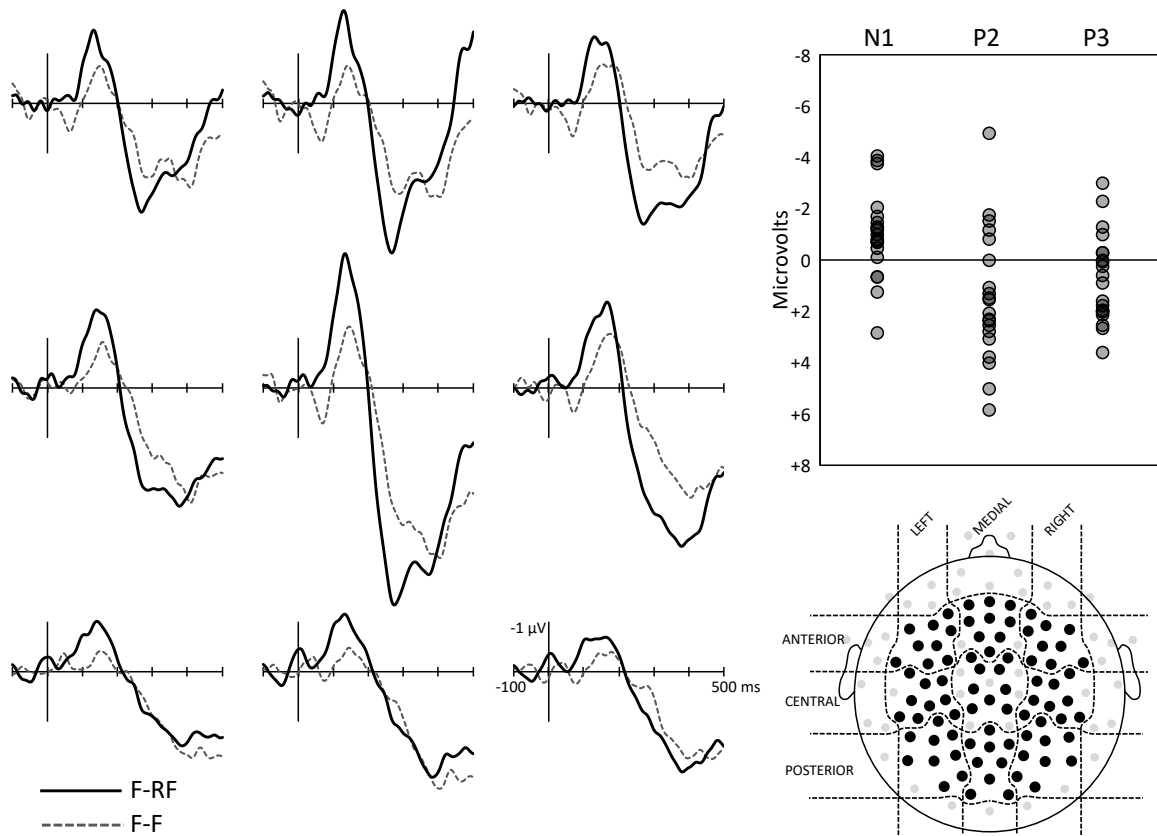 N1 P2 P3
-8
-6
-4
-2
0
+2
+4
+6
+8
Microvolts
-1 µV
-100
500 ms
F-RF
F-F
LEFT
MEDIAL
RIGHT
ANTERIOR
CENTRAL
POSTERIOR